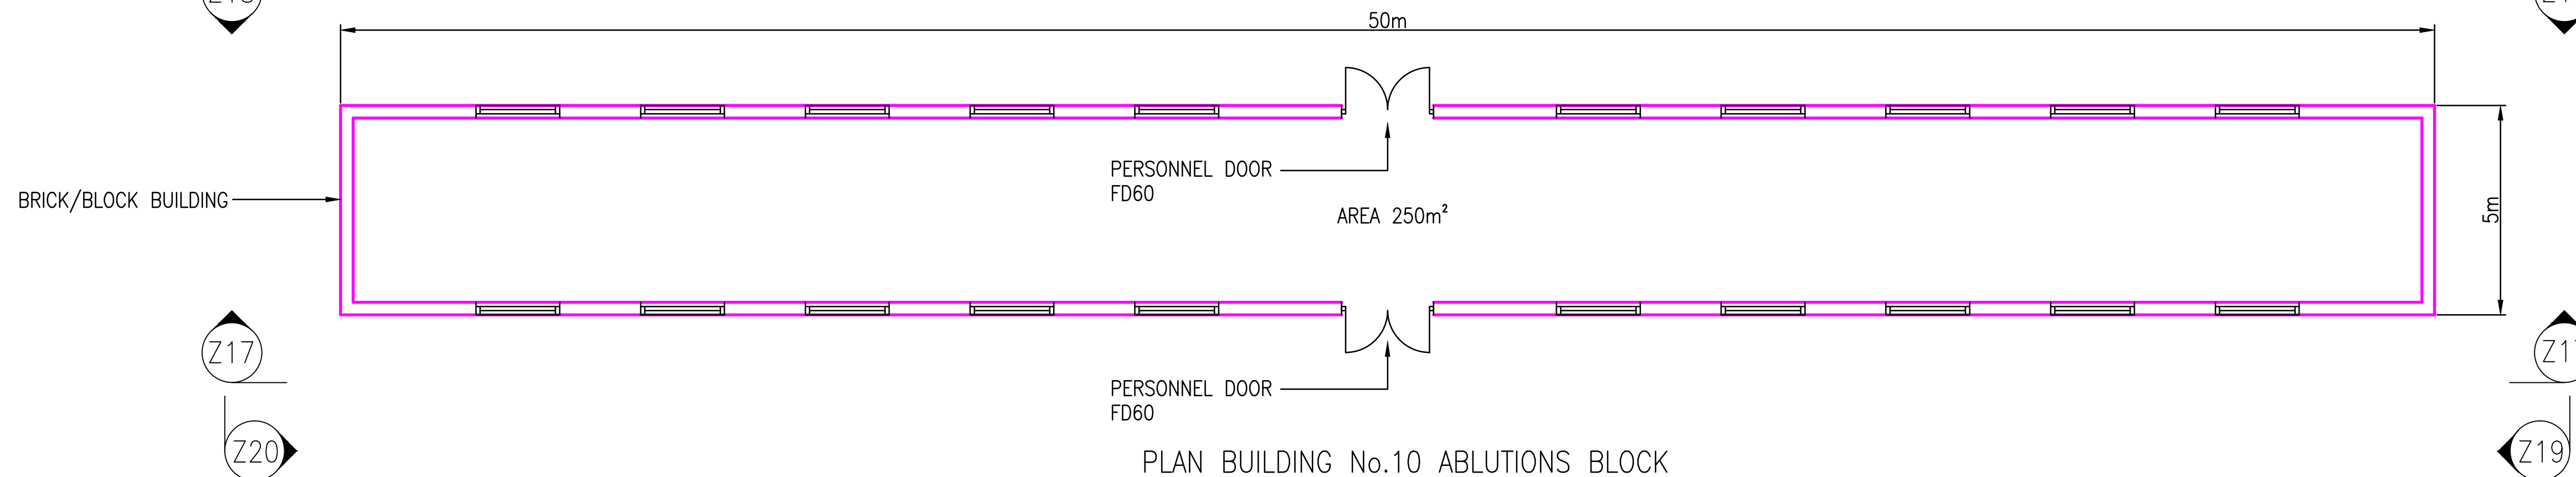 50m
PERSONNEL DOOR
FD60
BRICK/BLOCK BUILDING
AREA 250m²
5m
Z17
PERSONNEL DOOR
FD60
Z20
Z19
PLAN BUILDING No.10 ABLUTIONS BLOCK